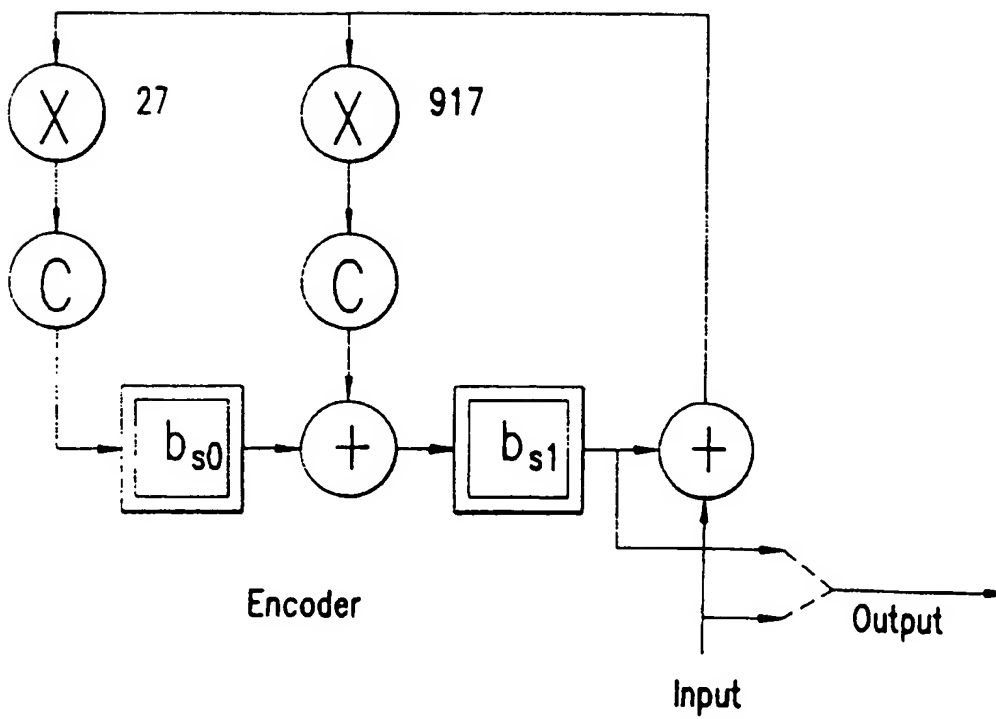 X 27 X 917
C C
b_s0 + b_s1 +
Encoder
Output
Input